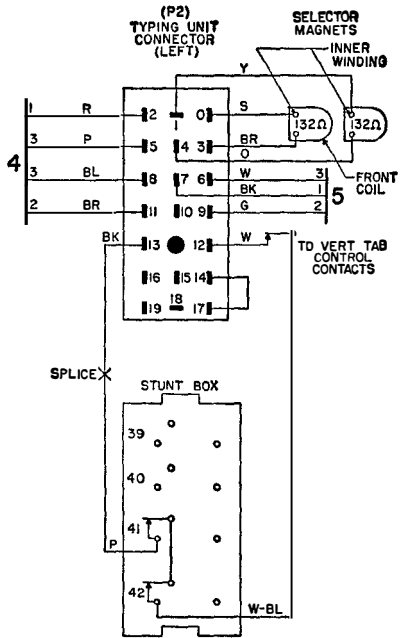 (P2)
TYPING UNIT
CONNECTOR
(LEFT)
SELECTOR
MAGNETS
INNER
WINDING
Y
1 R 2 1 0 S 132Ω 132Ω
3 P 5 4 3 BR
O
4
FRONT
COIL
3 BL 8 7 6 W 3
BK 1
5
2 BR 11 10 9 G 2
BK 13 12 W
TO VERT TAB
CONTROL
CONTACTS
16 15 14
18
19 17
SPLICE
STUNT BOX
39
40
41
P
42
W-BL